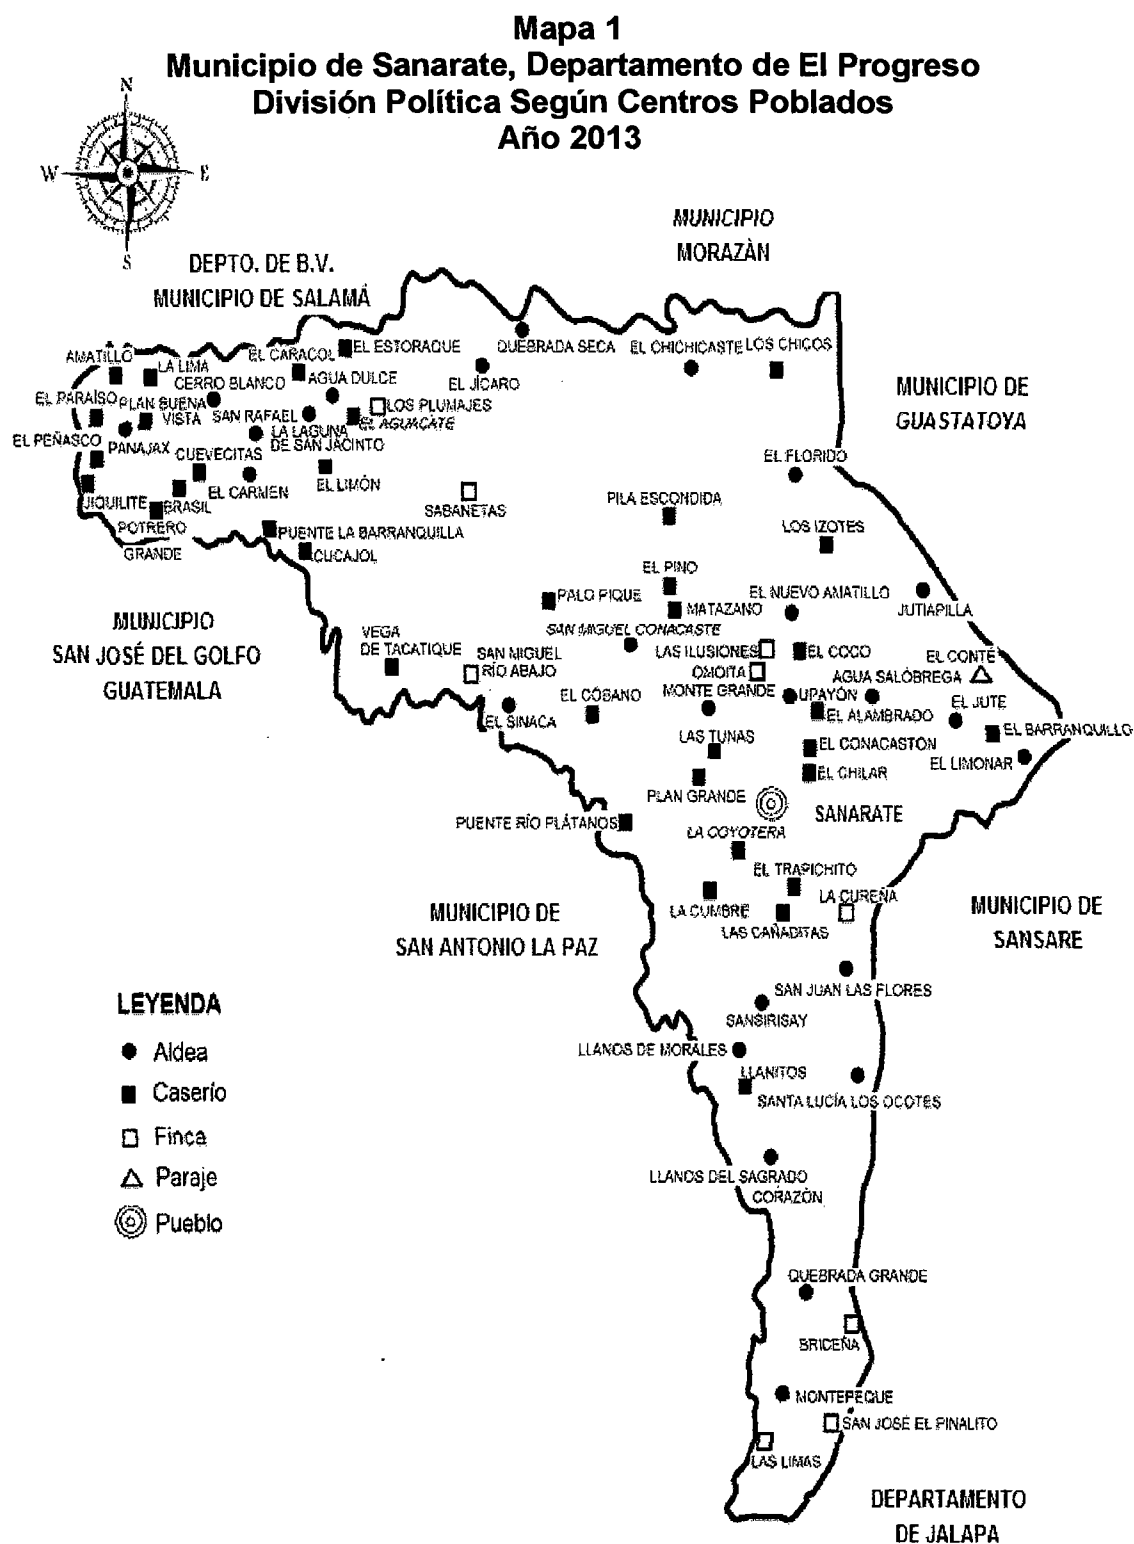 Mapa 1
Municipio de Sanarate, Departamento de El Progreso
División Política Según Centros Poblados
Año 2013
N
W
E
S
MUNICIPIO
MORAZÀN
DEPTO. DE B.V.
MUNICIPIO DE SALAMÁ
AMATILLO
LA LIMA
EL CARACOL
EL ESTORAQUE
QUEBRADA SECA
EL CHICHICASTE
LOS CHICOS
CERRO BLANCO
AGUA DULCE
EL JÍCARO
MUNICIPIO DE
GUASTATOYA
EL PARAÍSO
PLAN BUENA
VISTA
SAN RAFAEL
LOS PLUMAJES
EL AGUACATE
EL PEÑASCO
PANAJAX
LA LAGUNA
DE SAN JACINTO
CUEVECITAS
EL FLORIDO
JIQUILITE
BRASIL
EL CARMEN
EL LIMÓN
SABANETAS
PILA ESCONDIDA
POTRERO
GRANDE
PUENTE LA BARRANQUILLA
CUCAJOL
LOS IZOTES
EL PINO
PALO PIQUE
MATAZANO
EL NUEVO AMATILLO
JUTIAPILLA
MUNICIPIO
SAN JOSÉ DEL GOLFO
GUATEMALA
VEGA
DE TACATIQUE
SAN MIGUEL CONACASTE
SAN MIGUEL
RÍO ABAJO
LAS ILUSIONES
EL COCO
EL CONTÉ
OMOITA
AGUA SALÓBREGA
EL SINACA
EL COBANO
MONTE GRANDE
UPAYÓN
EL ALAMBRADO
EL JUTE
EL BARRANQUILLO
LAS TUNAS
EL CONACASTON
EL LIMONAR
EL CHILAR
PLAN GRANDE
SANARATE
PUENTE RÍO PLÁTANOS
LA COYOTERA
EL TRAPICHITO
LA CUREÑA
MUNICIPIO DE
SAN ANTONIO LA PAZ
LA CUMBRE
LAS CAÑADITAS
MUNICIPIO DE
SANSARE
SAN JUAN LAS FLORES
SANSIRISAY
LLANOS DE MORALES
LLANITOS
SANTA LUCÍA LOS OCOTES
LEYENDA
Aldea
Caserío
Finca
Paraje
Pueblo
LLANOS DEL SAGRADO
CORAZÓN
QUEBRADA GRANDE
BRICEÑA
MONTEPEQUE
SAN JOSÉ EL PINALITO
LAS LIMAS
DEPARTAMENTO
DE JALAPA